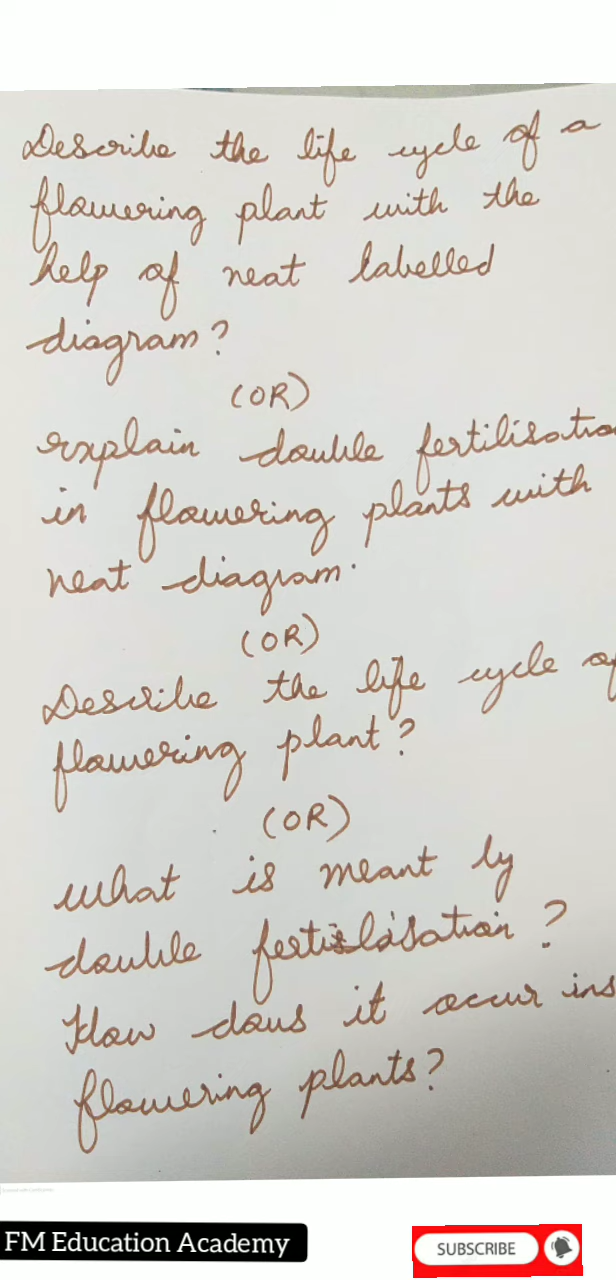 Describe the life cycle of a
flowering plant with the
help of neat labelled
diagram?
(OR)
explain double fertilisatio
in flowering plants with
neat diagram.
(OR)
Describe the life cycle of
flowering plant?
(OR)
what is meant by
double fertilisation?
How dous it occur ins
flowering plants?
FM Education Academy
SUBSCRIBE